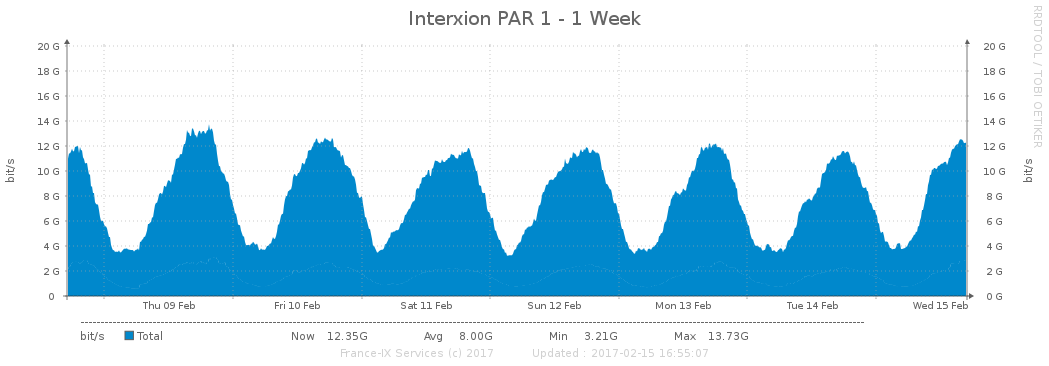 Interxion PAR 1 - 1 Week
RRDTOOL / TOBI OETIKER
20 G 20 G
18 G 18 G
16 G 16 G
14 G 14 G
12 G 12 G
10 G 10 G
8 G 8 G
6 G 6 G
4 G 4 G
2 G 2 G
0 0 G
bit/s bit/s
Thu 09 Feb Fri 10 Feb Sat 11 Feb Sun 12 Feb Mon 13 Feb Tue 14 Feb Wed 15 Feb
bit/s Total Now 12.35G Avg 8.00G Min 3.21G Max 13.73G
France-IX Services (c) 2017 Updated : 2017-02-15 16:55:07